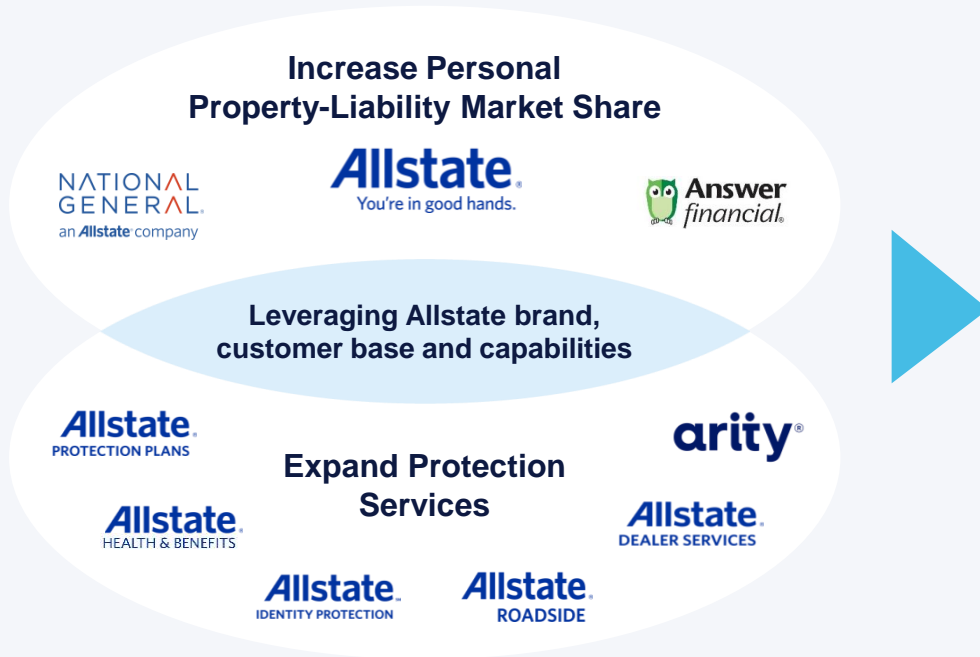 Increase Personal
Property-Liability Market Share
NATIONAL
GENERAL®
an Allstate company
Allstate®
You're in good hands.
Answer
financial®
Leveraging Allstate brand,
customer base and capabilities
Allstate®
PROTECTION PLANS
arity®
Expand Protection
Services
Allstate®
HEALTH & BENEFITS
Allstate®
DEALER SERVICES
Allstate™
IDENTITY PROTECTION
Allstate®
ROADSIDE